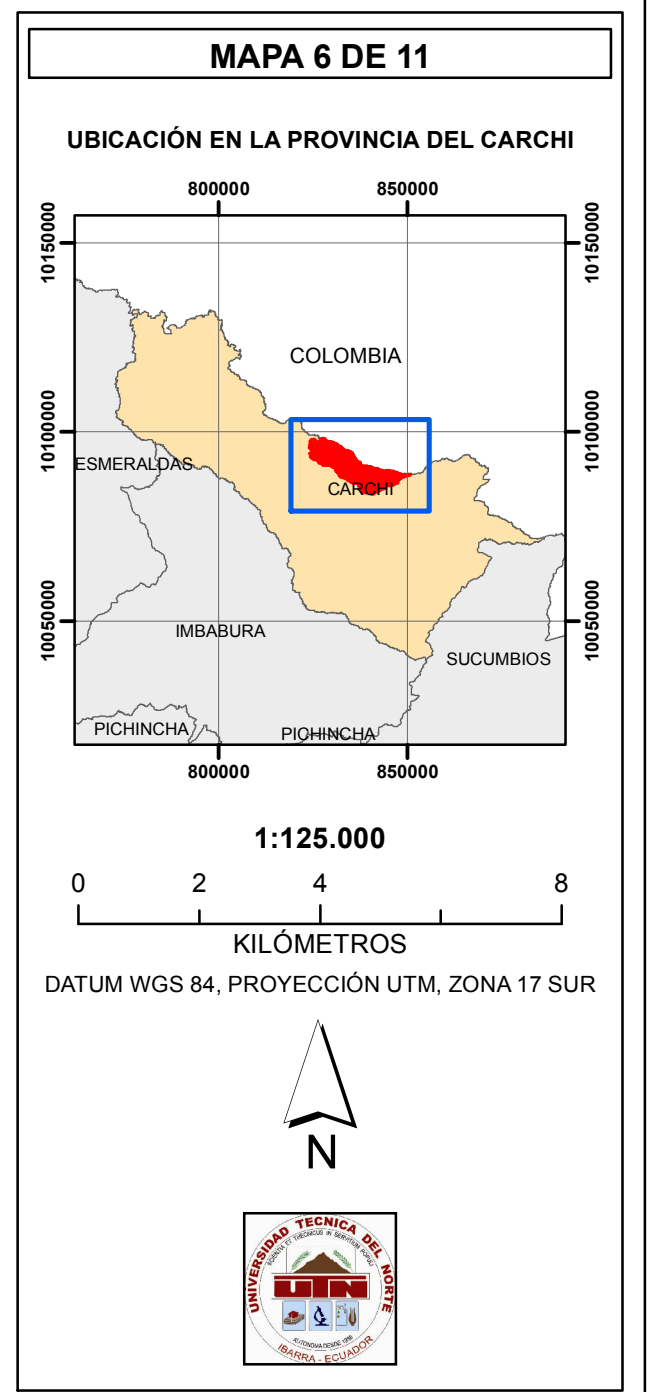 MAPA 6 DE 11
UBICACIÓN EN LA PROVINCIA DEL CARCHI
800000 850000
10150000 10150000
COLOMBIA
10100000 10100000
ESMERALDAS
CARCHI
10050000 10050000
IMBABURA
SUCUMBIOS
PICHINCHA PICHINCHA
800000 850000
1:125.000
0 2 4 8
KILÓMETROS
DATUM WGS 84, PROYECCIÓN UTM, ZONA 17 SUR
N
UNIVERSIDAD TECNICA DEL NORTE
UTN
AUTONOMA DESDE
IBARRA - ECUADOR